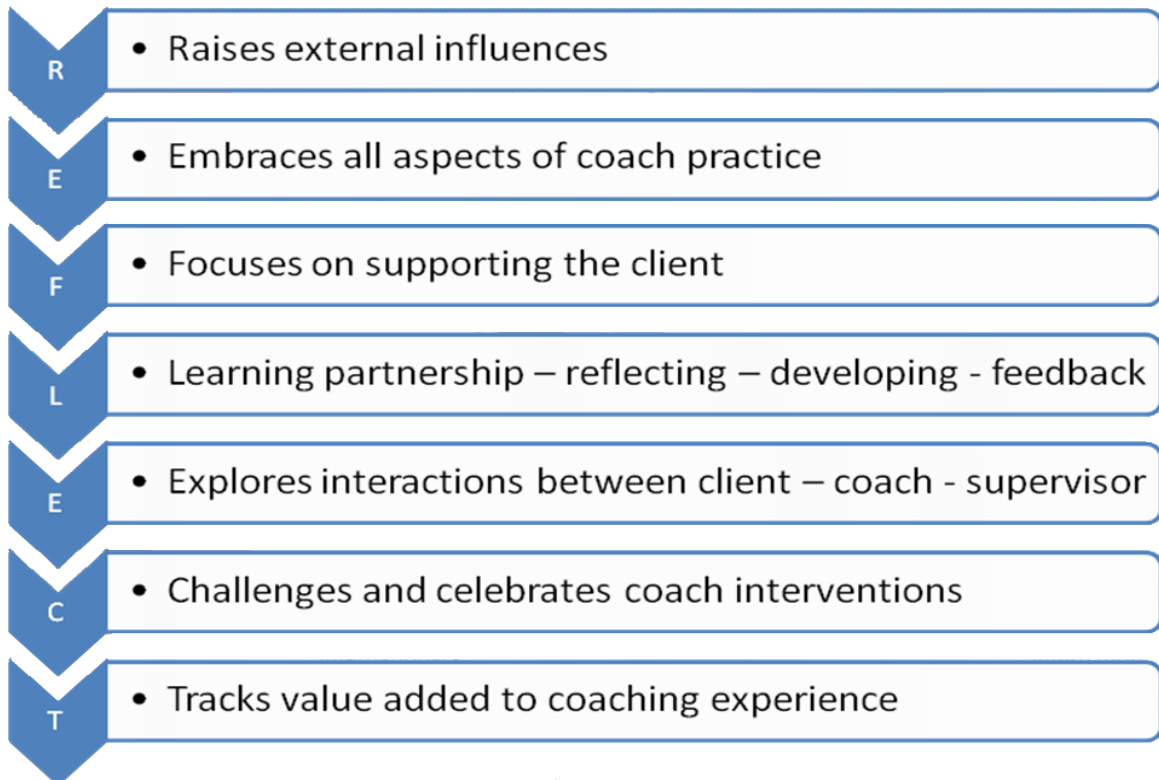 R
• Raises external influences
E
• Embraces all aspects of coach practice
F
• Focuses on supporting the client
L
• Learning partnership – reflecting – developing - feedback
E
• Explores interactions between client – coach - supervisor
C
• Challenges and celebrates coach interventions
T
• Tracks value added to coaching experience